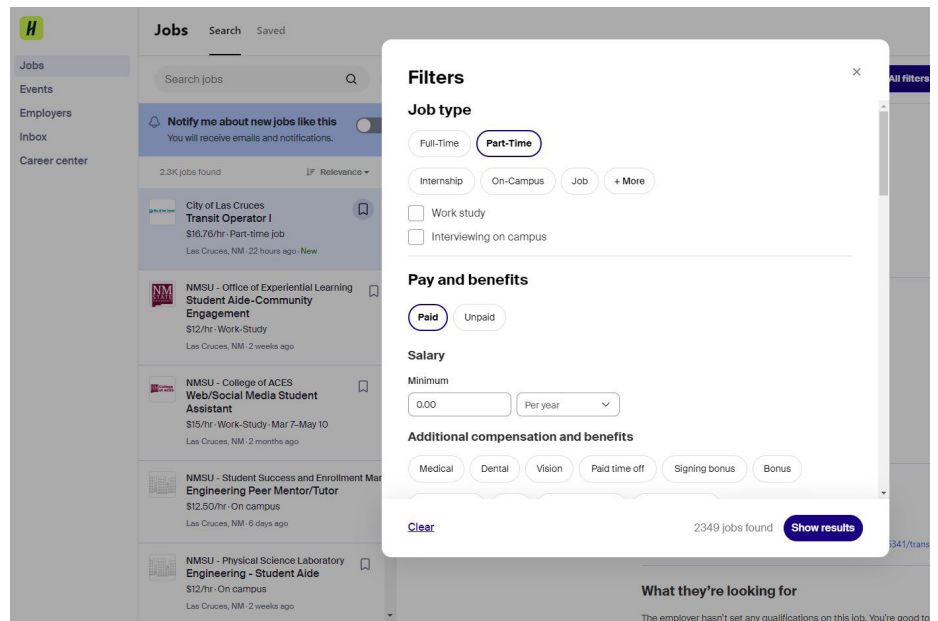 H
Jobs Search Saved
Jobs
Events
Employers
Inbox
Career center
Search jobs
Notify me about new jobs like this
You will receive emails and notifications.
2.3K jobs found
Relevance
City of Las Cruces
Transit Operator I
$16.76/hr · Part-time job
Las Cruces, NM · 22 hours ago · New
NM
STATE
NMSU - Office of Experiential Learning
Student Aide-Community
Engagement
$12/hr · Work-Study
Las Cruces, NM · 2 weeks ago
NMSU - College of ACES
Web/Social Media Student
Assistant
$15/hr · Work-Study · Mar 7–May 10
Las Cruces, NM · 2 months ago
NMSU - Student Success and Enrollment Mar
Engineering Peer Mentor/Tutor
$12.50/hr · On campus
Las Cruces, NM · 6 days ago
NMSU - Physical Science Laboratory
Engineering - Student Aide
$12/hr · On campus
Las Cruces, NM · 2 weeks ago
Filters
All filters
Job type
Full-Time Part-Time
Internship On-Campus Job + More
Work study
Interviewing on campus
Pay and benefits
Paid Unpaid
Salary
Minimum
0.00 Per year
Additional compensation and benefits
Medical Dental Vision Paid time off Signing bonus Bonus
Clear 2349 jobs found Show results
5341/trans
What they're looking for
The employer hasn't set any qualifications on this job. You're good to